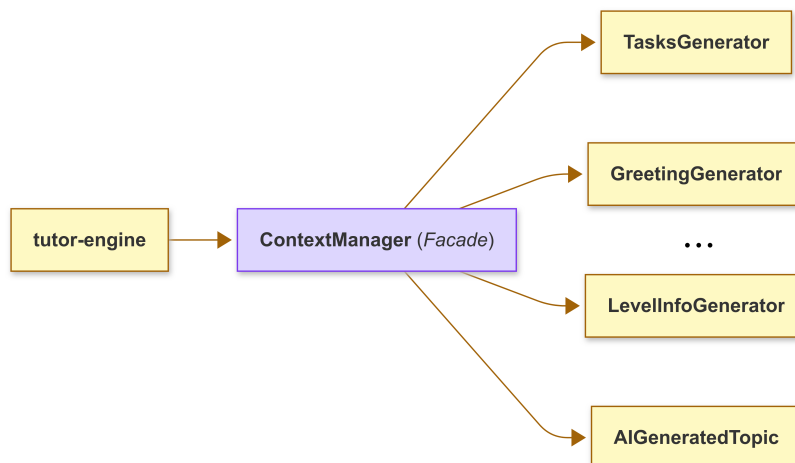 TasksGenerator
GreetingGenerator
tutor-engine
ContextManager (Facade)
...
LevelInfoGenerator
AIGeneratedTopic